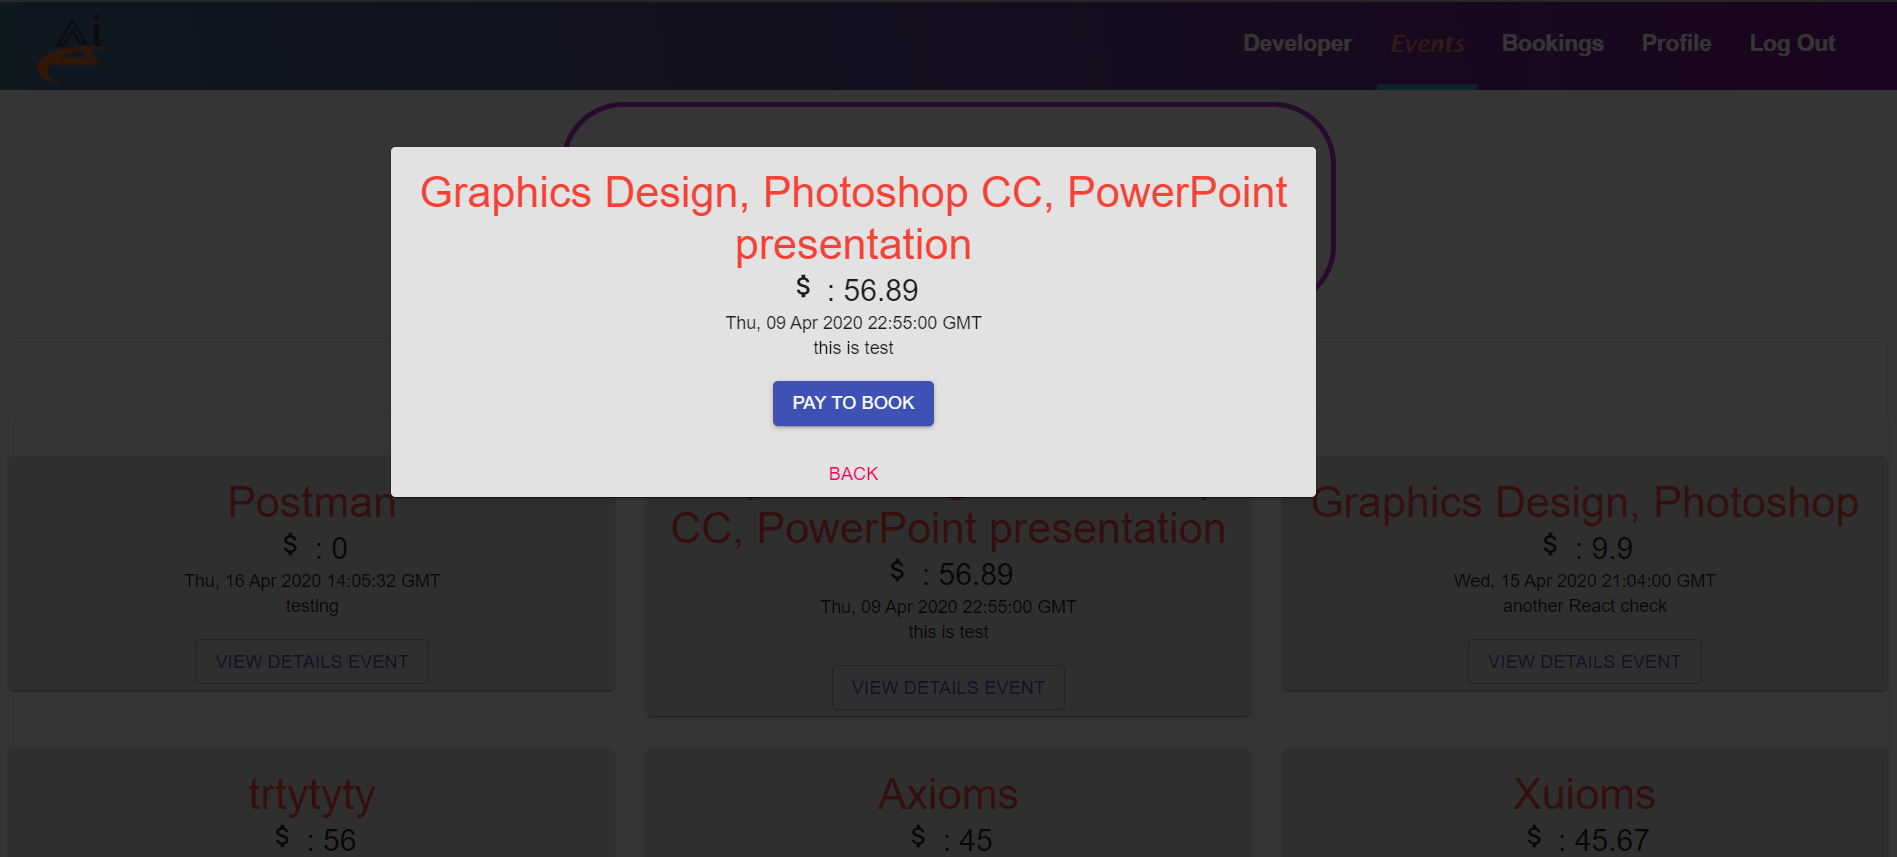 Ai
Developer
Events
Bookings
Profile
Log Out
Graphics Design, Photoshop CC, PowerPoint
presentation
$ : 56.89
Thu, 09 Apr 2020 22:55:00 GMT
this is test
PAY TO BOOK
BACK
Postman
$ : 0
Thu, 16 Apr 2020 14:05:32 GMT
testing
VIEW DETAILS EVENT
CC, PowerPoint presentation
$ : 56.89
Thu, 09 Apr 2020 22:55:00 GMT
this is test
VIEW DETAILS EVENT
Graphics Design, Photoshop
$ : 9.9
Wed, 15 Apr 2020 21:04:00 GMT
another React check
VIEW DETAILS EVENT
trtytyty
$ : 56
Axioms
$ : 45
Xuioms
$ : 45.67